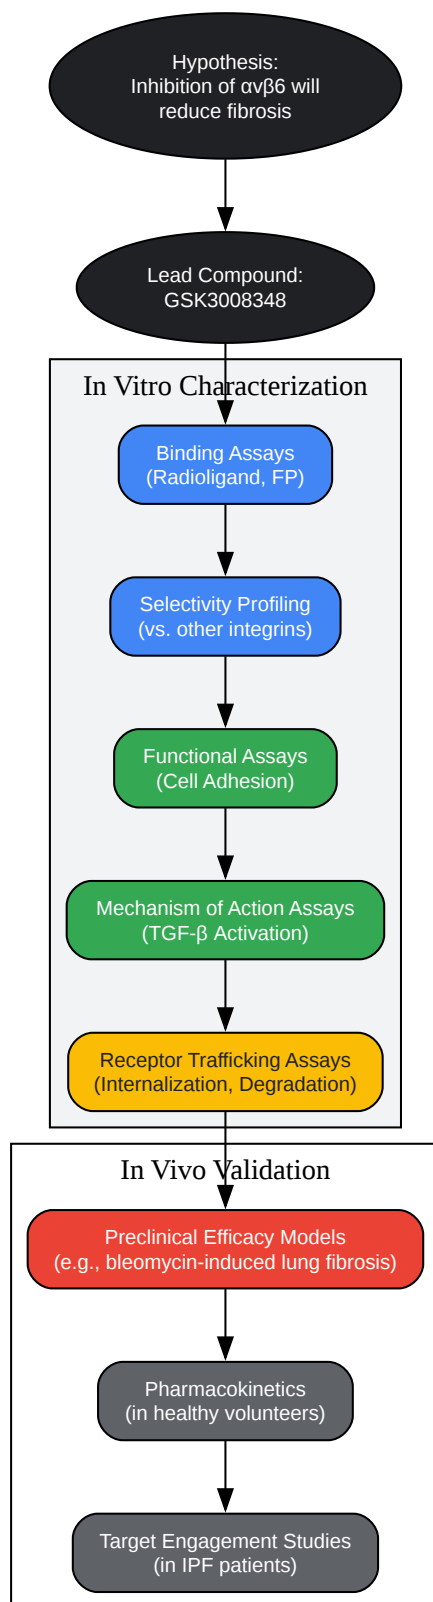 Hypothesis:
Inhibition of αvβ6 will
reduce fibrosis
Lead Compound:
GSK3008348
In Vitro Characterization
Binding Assays
(Radioligand, FP)
Selectivity Profiling
(vs. other integrins)
Functional Assays
(Cell Adhesion)
Mechanism of Action Assays
(TGF-β Activation)
Receptor Trafficking Assays
(Internalization, Degradation)
In Vivo Validation
Preclinical Efficacy Models
(e.g., bleomycin-induced lung fibrosis)
Pharmacokinetics
(in healthy volunteers)
Target Engagement Studies
(in IPF patients)